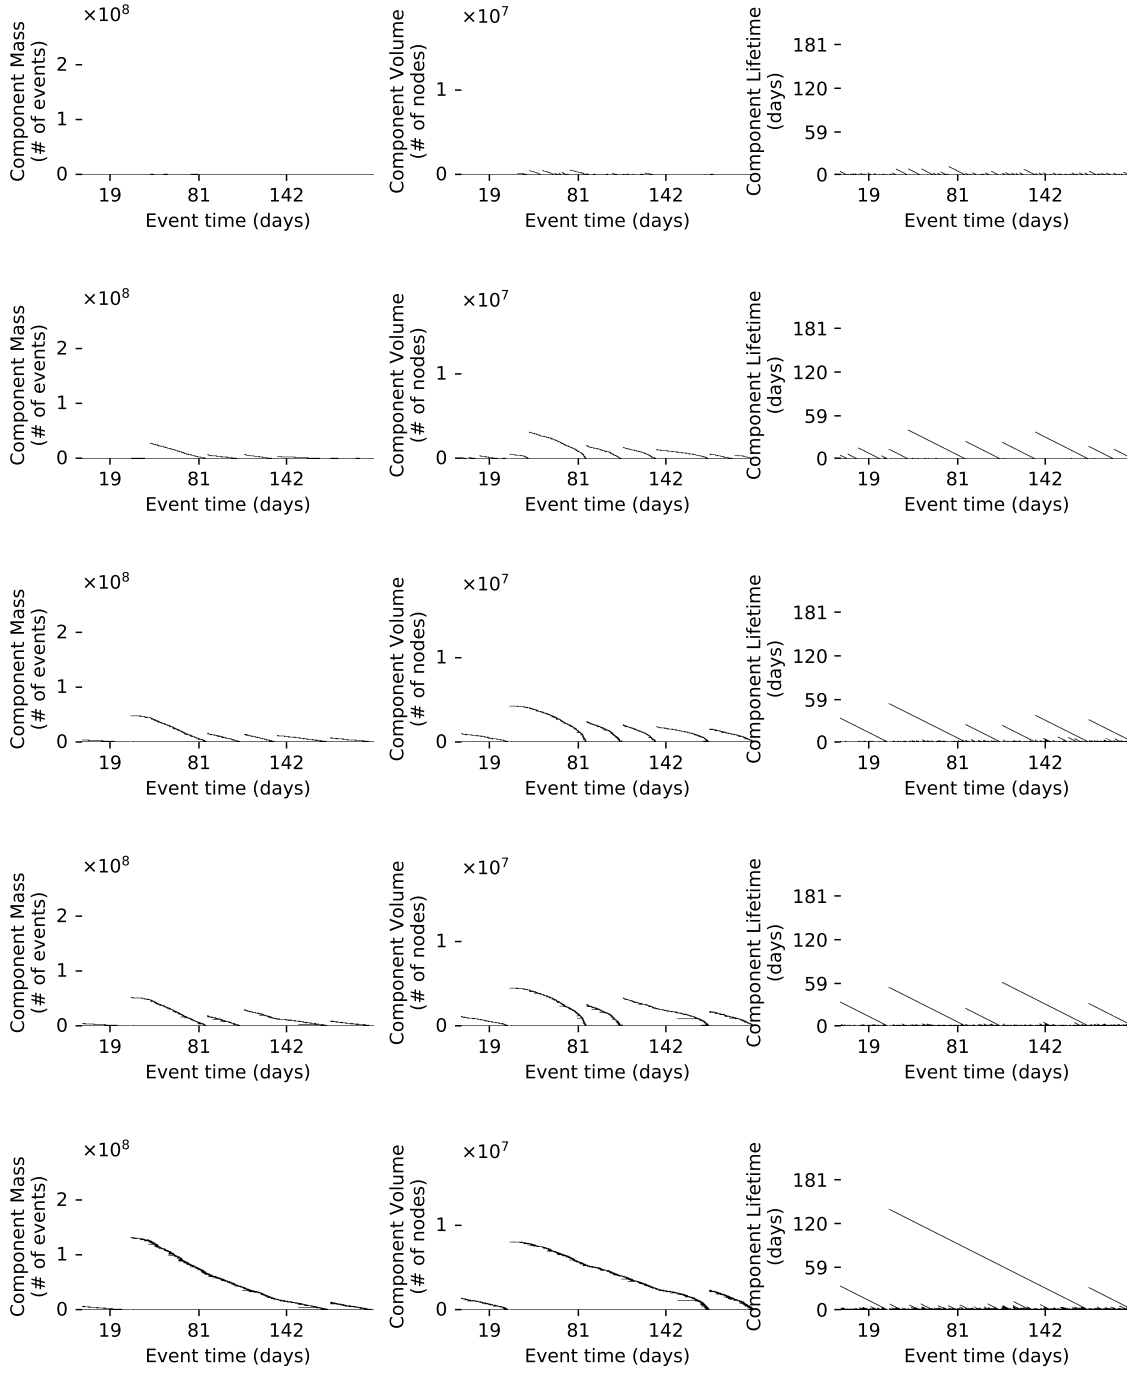 ×10⁸ ×10⁷
Component Mass
(# of events)
2
1
0
19 81 142
Event time (days)
Component Volume
(# of nodes)
1
0
19 81 142
Event time (days)
Component Lifetime
(days)
181
120
59
0
19 81 142
Event time (days)
×10⁸ ×10⁷
Component Mass
(# of events)
2
1
0
19 81 142
Event time (days)
Component Volume
(# of nodes)
1
0
19 81 142
Event time (days)
Component Lifetime
(days)
181
120
59
0
19 81 142
Event time (days)
×10⁸ ×10⁷
Component Mass
(# of events)
2
1
0
19 81 142
Event time (days)
Component Volume
(# of nodes)
1
0
19 81 142
Event time (days)
Component Lifetime
(days)
181
120
59
0
19 81 142
Event time (days)
×10⁸ ×10⁷
Component Mass
(# of events)
2
1
0
19 81 142
Event time (days)
Component Volume
(# of nodes)
1
0
19 81 142
Event time (days)
Component Lifetime
(days)
181
120
59
0
19 81 142
Event time (days)
×10⁸ ×10⁷
Component Mass
(# of events)
2
1
0
19 81 142
Event time (days)
Component Volume
(# of nodes)
1
0
19 81 142
Event time (days)
Component Lifetime
(days)
181
120
59
0
19 81 142
Event time (days)